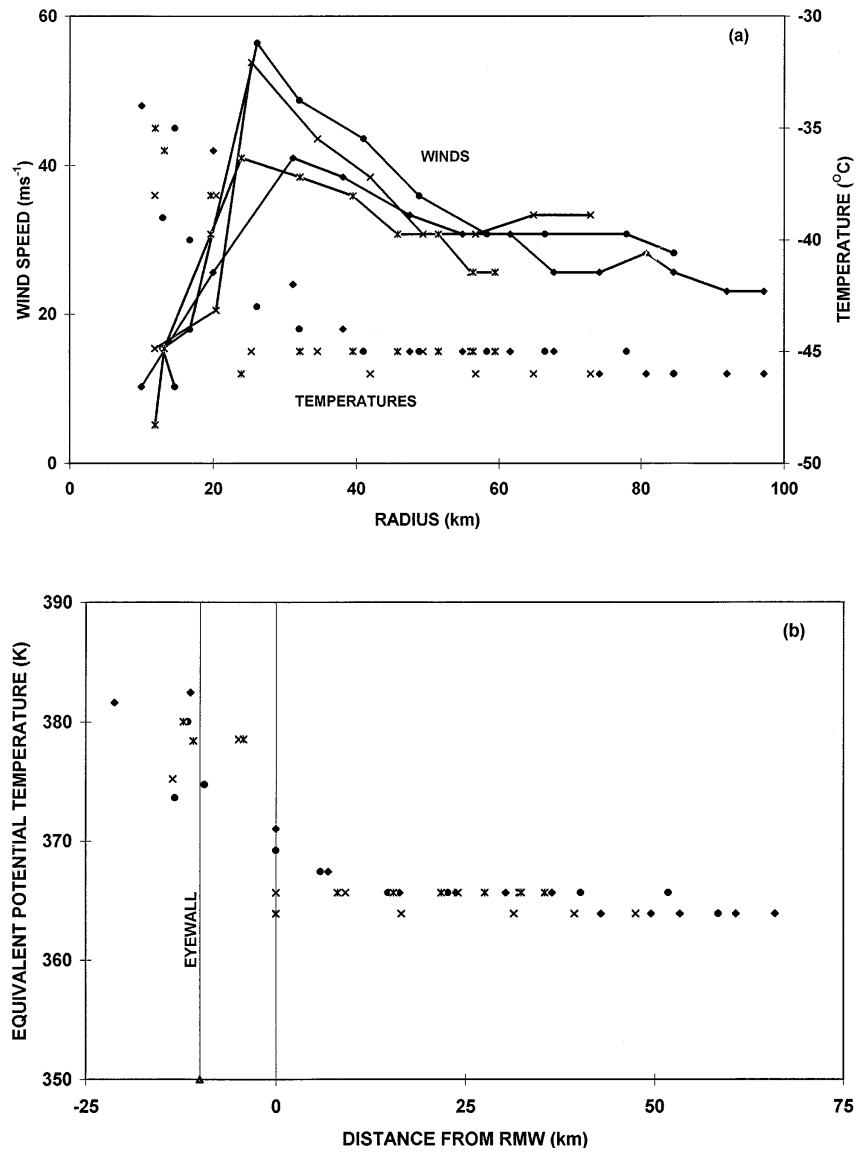 (a)
60
40
20
0
WIND SPEED (ms⁻¹)
-30
-35
-40
-45
-50
TEMPERATURE (°C)
WINDS
TEMPERATURES
0 20 40 60 80 100
RADIUS (km)
(b)
390
380
370
360
350
EQUIVALENT POTENTIAL TEMPERATURE (K)
EYEWALL
-25 0 25 50 75
DISTANCE FROM RMW (km)